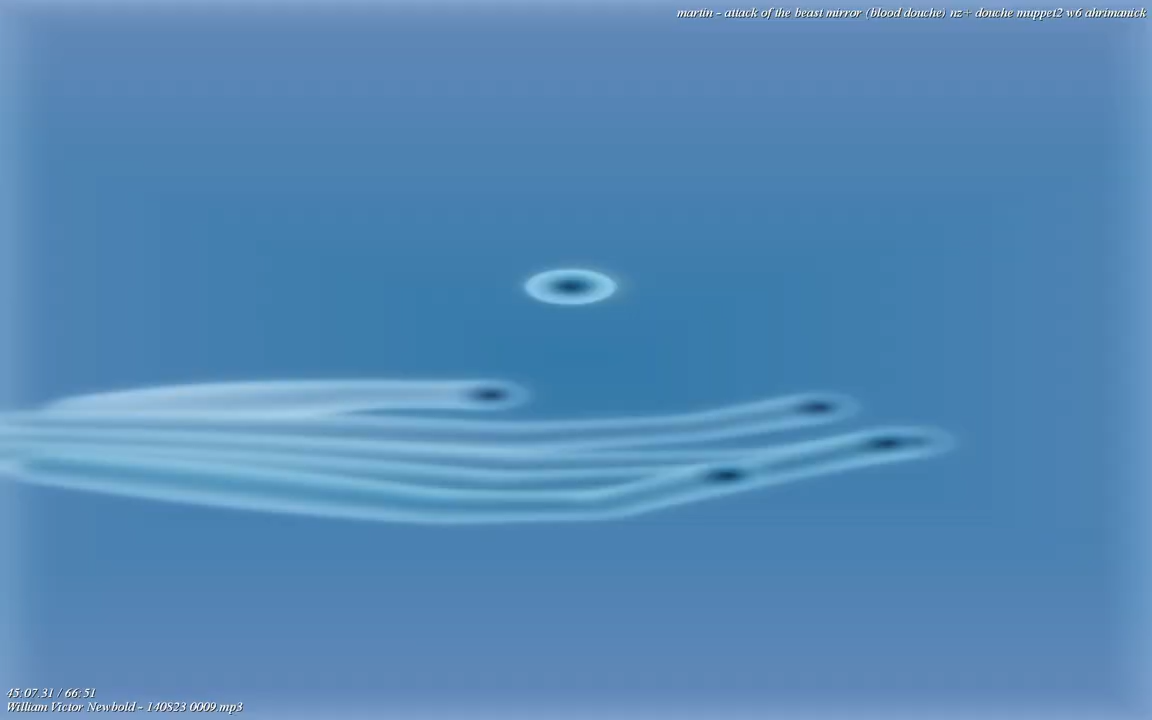 martin - attack of the beast mirror (blood douche) nz+ douche muppet2 w6 ahrimanick
45:07.31 / 66:51
William Victor Newbold - 140823 0009.mp3